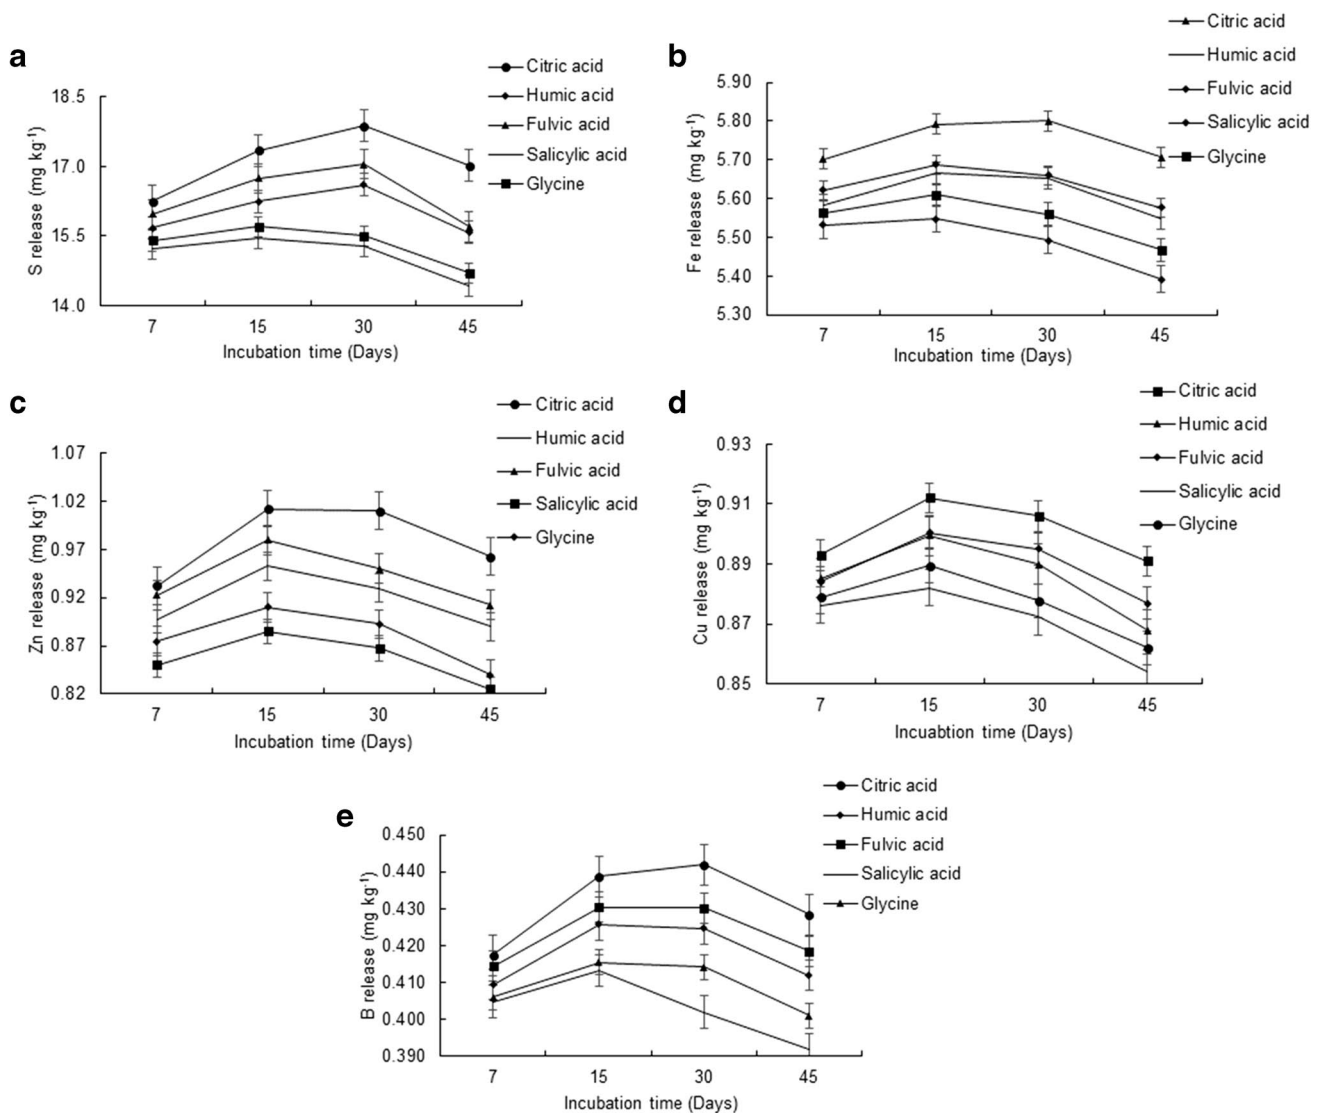 a
S release (mg kg⁻¹)
18.5
17.0
15.5
14.0
7 15 30 45
Incubation time (Days)
Citric acid
Humic acid
Fulvic acid
Salicylic acid
Glycine
b
Fe release (mg kg⁻¹)
5.90
5.80
5.70
5.60
5.50
5.40
5.30
7 15 30 45
Incubation time (Days)
Citric acid
Humic acid
Fulvic acid
Salicylic acid
Glycine
c
Zn release (mg kg⁻¹)
1.07
1.02
0.97
0.92
0.87
0.82
7 15 30 45
Incubation time (Days)
Citric acid
Humic acid
Fulvic acid
Salicylic acid
Glycine
d
Cu release (mg kg⁻¹)
0.93
0.91
0.89
0.87
0.85
7 15 30 45
Incuabtion time (Days)
Citric acid
Humic acid
Fulvic acid
Salicylic acid
Glycine
e
B release (mg kg⁻¹)
0.450
0.440
0.430
0.420
0.410
0.400
0.390
7 15 30 45
Incubation time (Days)
Citric acid
Humic acid
Fulvic acid
Salicylic acid
Glycine